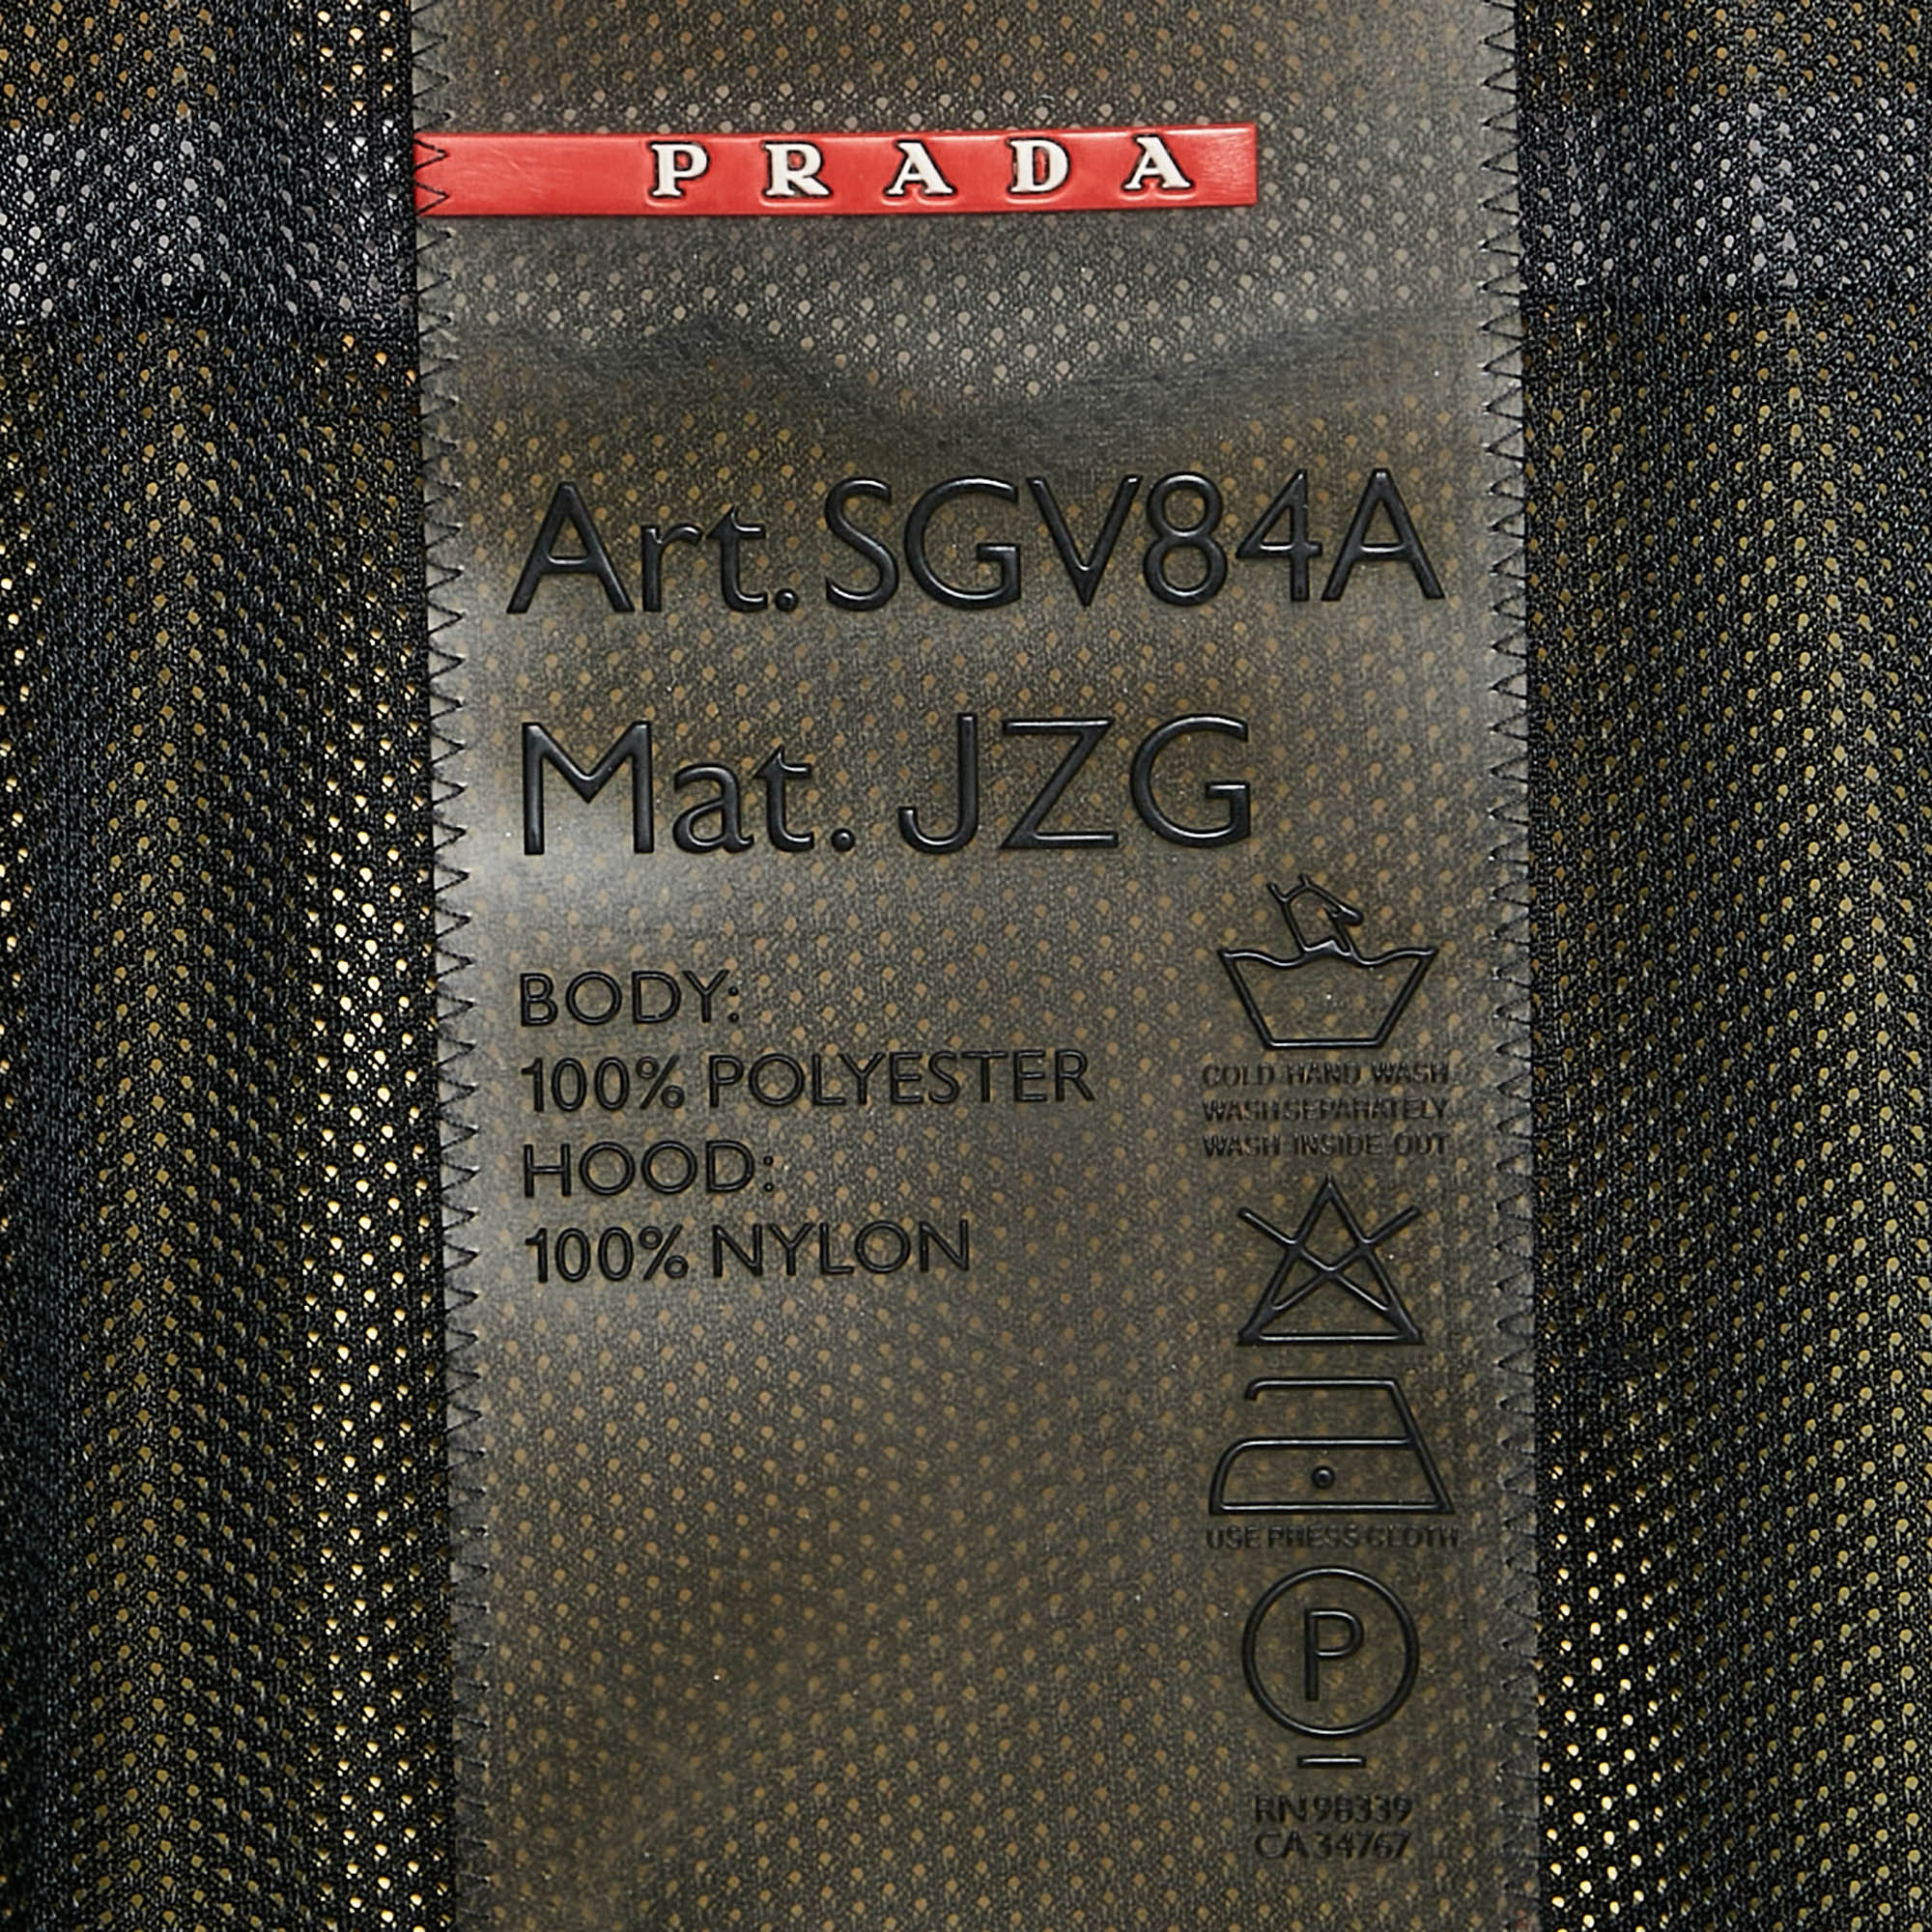 PRADA
Art. SGV84A
Mat. JZG
BODY:
100% POLYESTER
HOOD:
100% NYLON
COLD HAND WASH
WASH SEPARATELY
WASH INSIDE OUT
USE PRESS CLOTH
P
RN 98339
CA 34767